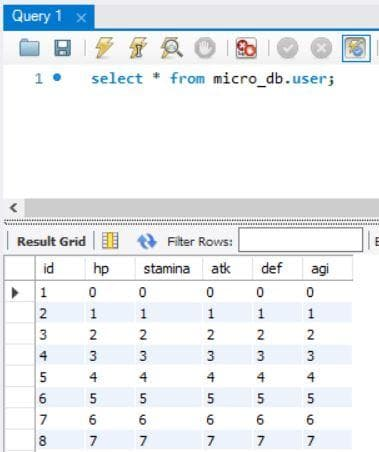 Query 1
1 select * from micro_db.user;
Result Grid Filter Rows:
id hp stamina atk def agi
1 0 0 0 0 0
2 1 1 1 1 1
3 2 2 2 2 2
4 3 3 3 3 3
5 4 4 4 4 4
6 5 5 5 5 5
7 6 6 6 6 6
8 7 7 7 7 7